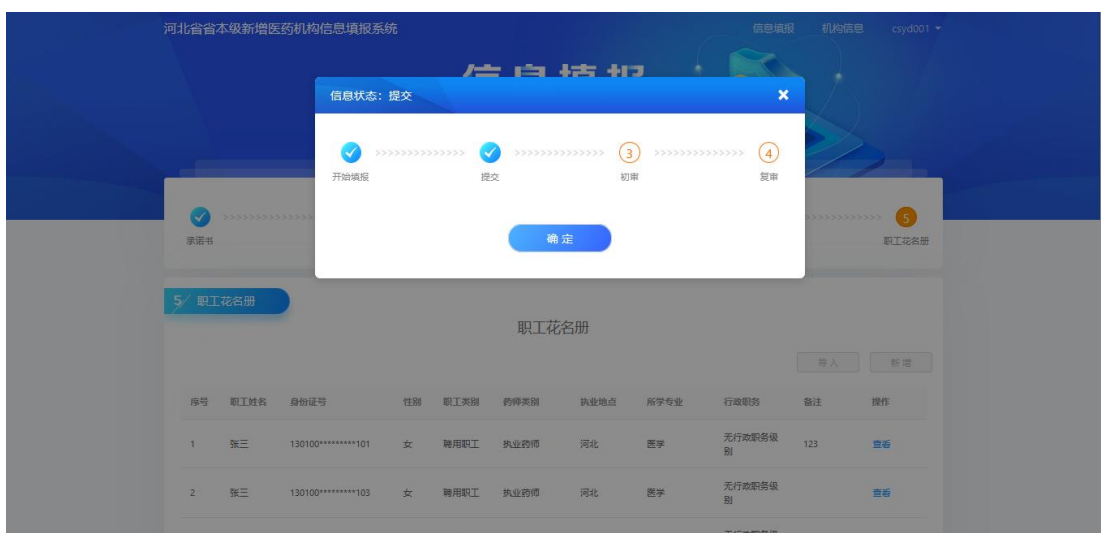 河北省省本级新增医药机构信息填报系统
信息填报 机构信息 csyd001
信息填报
信息状态：提交 ×
3 4
开始填报 提交 初审 复审
确 定
5
承诺书 职工花名册
5 职工花名册
职工花名册
导入 新增
序号 职工姓名 身份证号 性别 职工类别 药师类别 执业地点 所学专业 行政职务 备注 操作
1 张三 130100*********101 女 聘用职工 执业药师 河北 医学 无行政职务级别 123 查看
2 张三 130100*********103 女 聘用职工 执业药师 河北 医学 无行政职务级别 查看